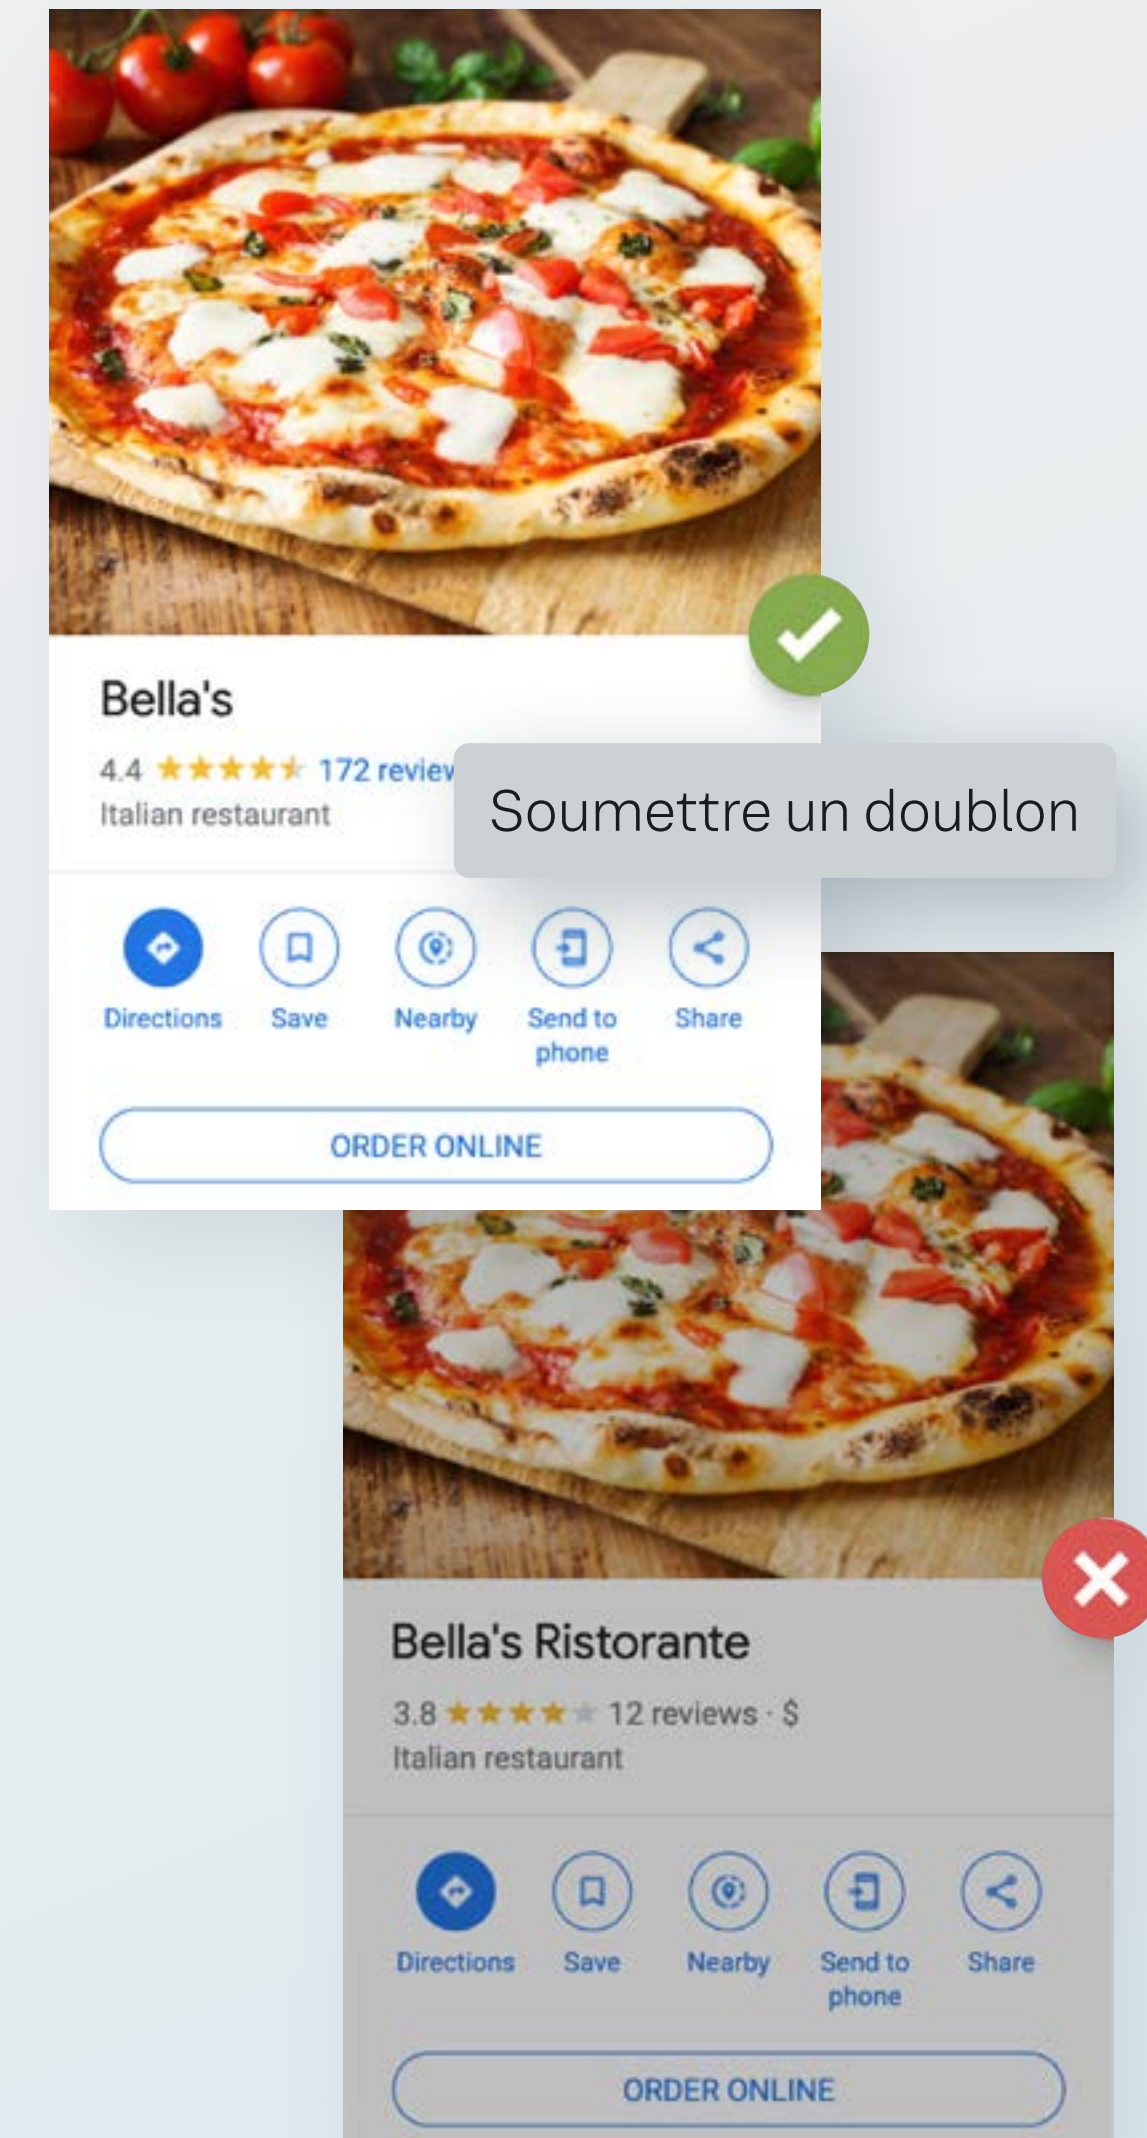 Bella's
4.4 172
Italian restaurant
Soumettre un doublon
Directions
Save
Nearby
Send to
phone
Share
ORDER ONLINE
Bella's Ristorante
3.8 12 reviews · $
Italian restaurant
Directions
Save
Nearby
Send to
phone
Share
ORDER ONLINE